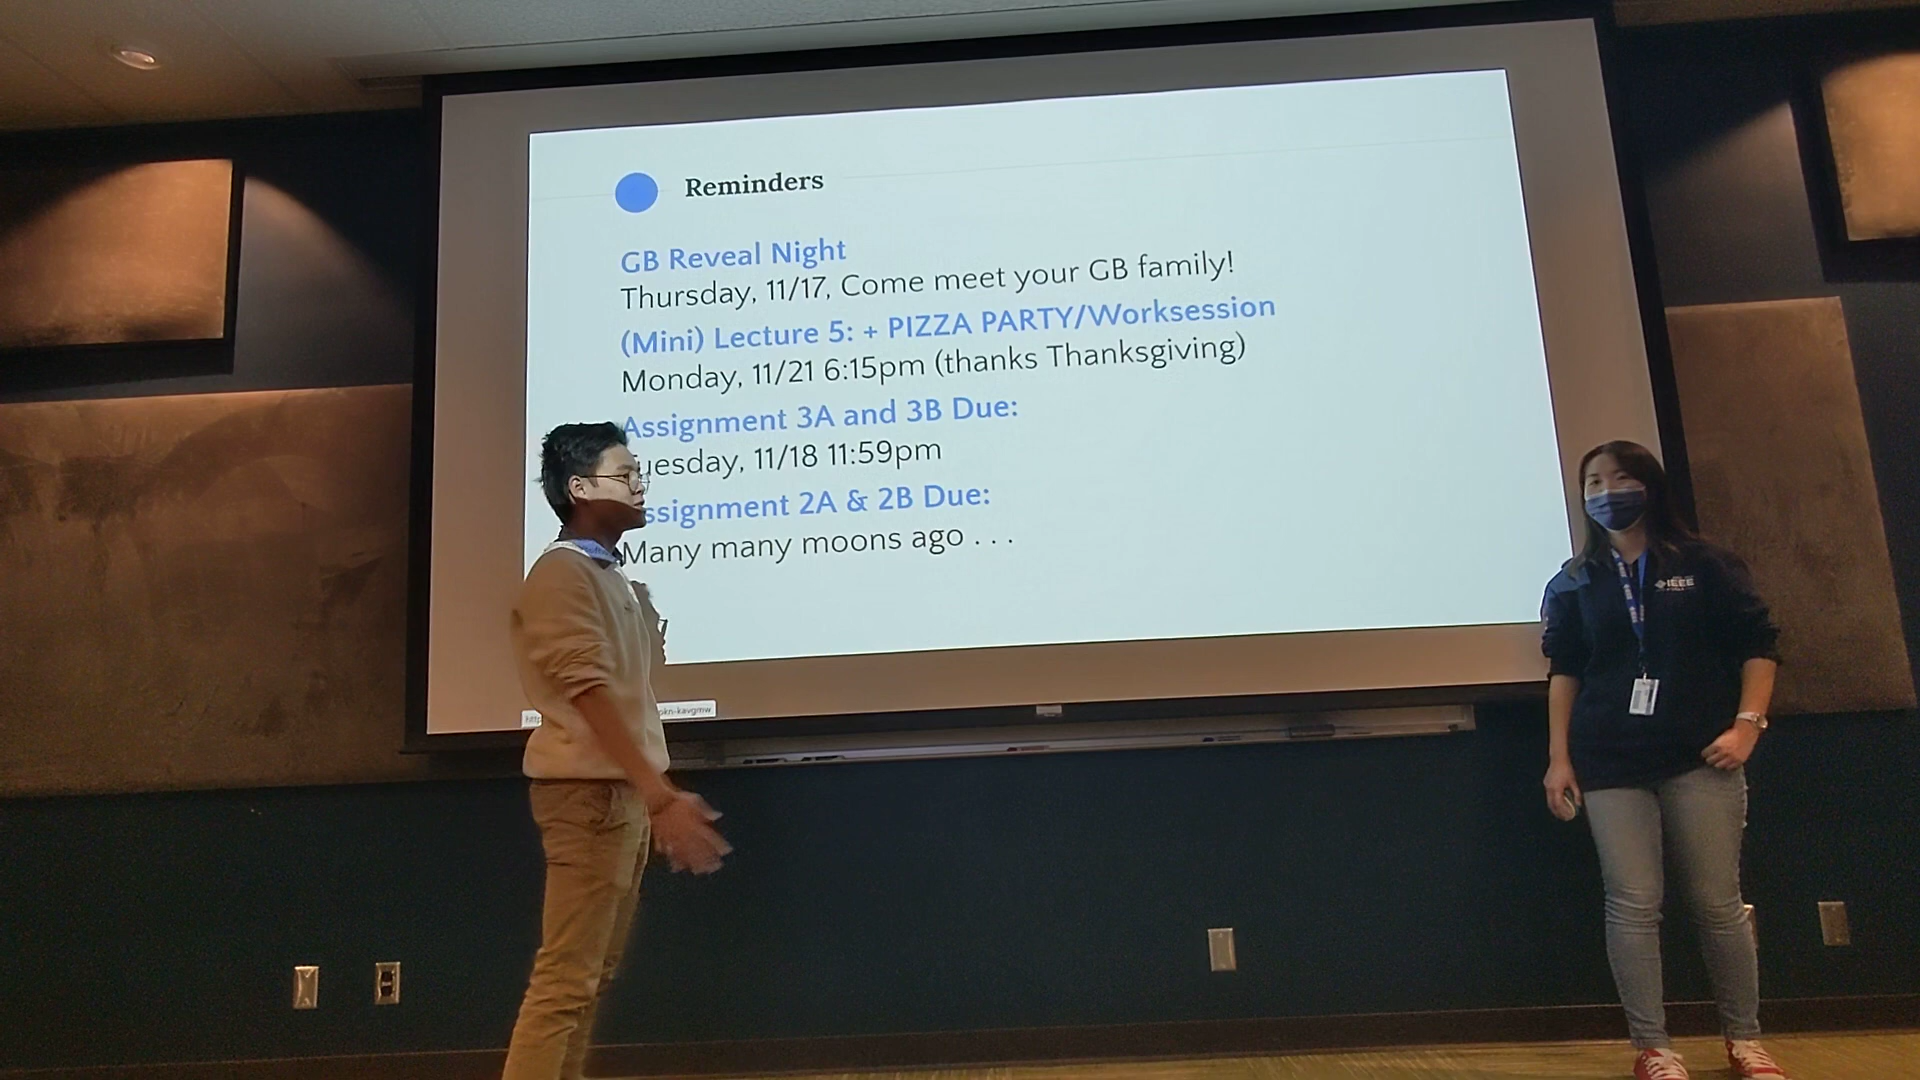 Reminders
GB Reveal Night
Thursday, 11/17, Come meet your GB family!
(Mini) Lecture 5: + PIZZA PARTY/Worksession
Monday, 11/21 6:15pm (thanks Thanksgiving)
Assignment 3A and 3B Due:
Tuesday, 11/18 11:59pm
Assignment 2A & 2B Due:
Many many moons ago . . .
IEEE